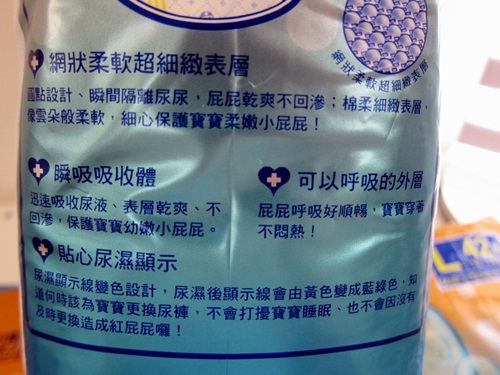 網狀柔軟超細緻表層
網狀柔軟超細緻表層
圓點設計、瞬間隔離尿尿，屁屁乾爽不回滲；棉柔細緻表層，
像雲朵般柔軟，細心保護寶寶柔嫩小屁屁！
瞬吸吸收體
迅速吸收尿液、表層乾爽、不
回滲，保護寶寶幼嫩小屁屁。
可以呼吸的外層
屁屁呼吸好順暢，寶寶穿著
不悶熱！
貼心尿濕顯示
尿濕顯示線變色設計，尿濕後顯示線會由黃色變成藍綠色，知
道何時該為寶寶更換尿褲，不會打擾寶寶睡眠、也不會因沒有
及時更換造成紅屁屁囉！
L 42